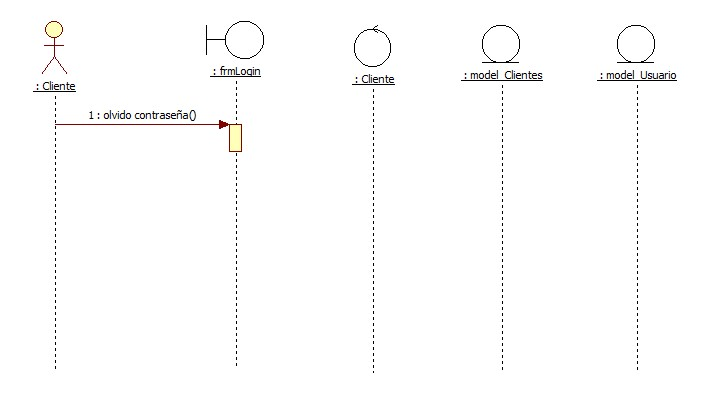 : frmLogin
: Cliente
: model_Clientes
: model_Usuario
: Cliente
1 : olvido contraseña()